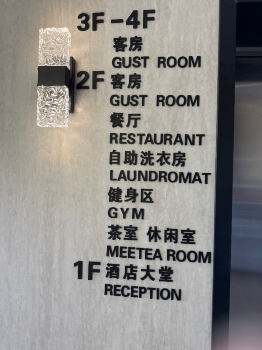 3F-4F
客房
GUST ROOM
2F 客房
GUST ROOM
餐厅
RESTAURANT
自助洗衣房
LAUNDROMAT
健身区
GYM
茶室 休闲室
MEETEA ROOM
1F 酒店大堂
RECEPTION